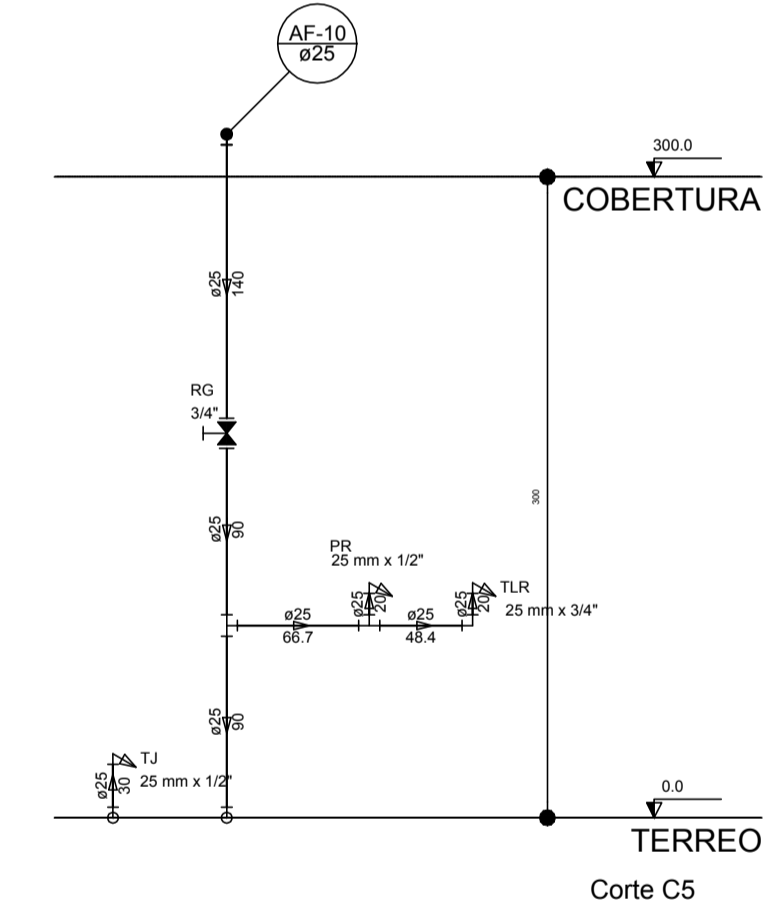 AF-10
ø25
300.0
COBERTURA
ø25
140
RG
3/4"
300
ø25
90
PR
25 mm x 1/2"
ø25
20
ø25
20
TLR
25 mm x 3/4"
ø25
66.7
ø25
48.4
ø25
90
TJ
25 mm x 1/2"
ø25
30
0.0
TERREO
Corte C5